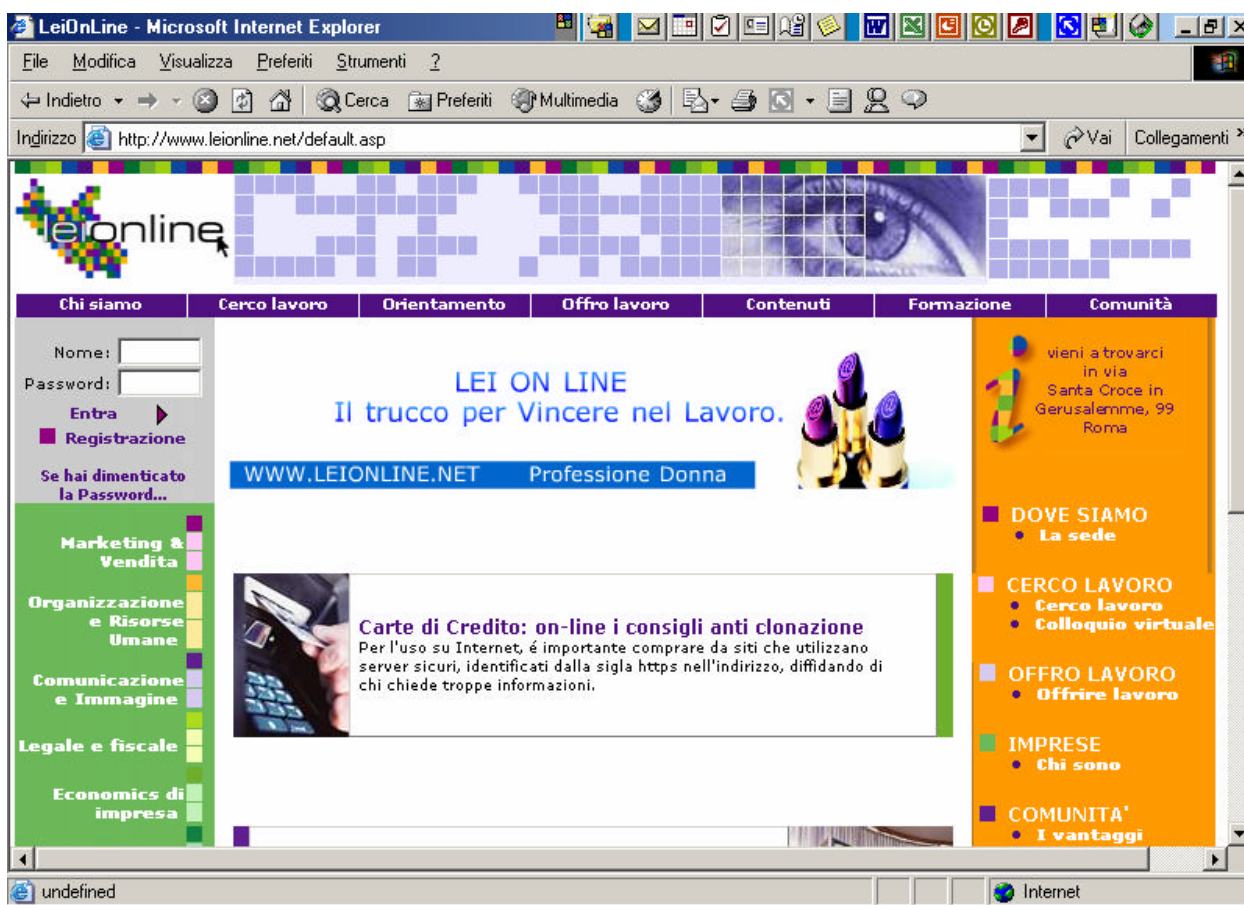 LeiOnLine - Microsoft Internet Explorer
File Modifica Visualizza Preferiti Strumenti ?
Indietro Cerca Preferiti Multimedia
Indirizzo http://www.leionline.net/default.asp Vai Collegamenti
leionline
Chi siamo Cerco lavoro Orientamento Offro lavoro Contenuti Formazione Comunità
Nome:
Password:
Entra
Registrazione
Se hai dimenticato
la Password...
Marketing &
Vendita
Organizzazione
e Risorse
Umane
Comunicazione
e Immagine
Legale e fiscale
Economics di
impresa
LEI ON LINE
Il trucco per Vincere nel Lavoro.
WWW.LEIONLINE.NET Professione Donna
Carte di Credito: on-line i consigli anti clonazione
Per l'uso su Internet, é importante comprare da siti che utilizzano
server sicuri, identificati dalla sigla https nell'indirizzo, diffidando di
chi chiede troppe informazioni.
vieni a trovarci
in via
Santa Croce in
Gerusalemme, 99
Roma
DOVE SIAMO
La sede
CERCO LAVORO
Cerco lavoro
Colloquio virtuale
OFFRO LAVORO
Offrire lavoro
IMPRESE
Chi sono
COMUNITA'
I vantaggi
undefined Internet